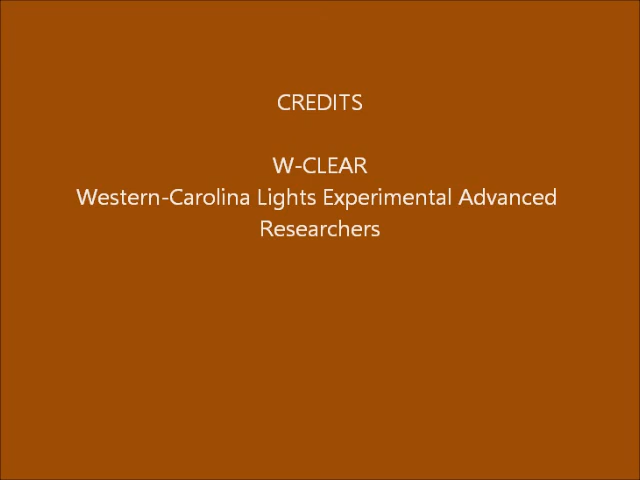 CREDITS
W-CLEAR
Western-Carolina Lights Experimental Advanced
Researchers